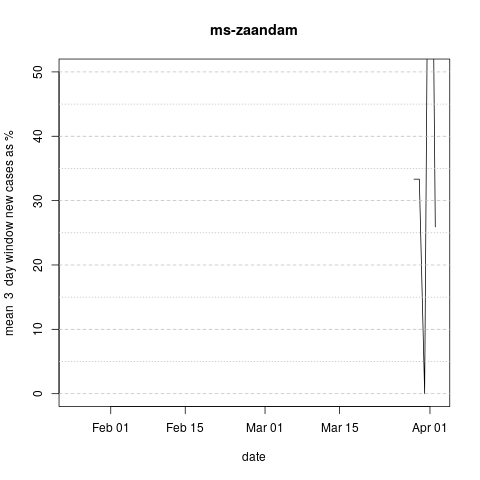 ms-zaandam
mean 3 day window new cases as %
50
40
30
20
10
0
Feb 01
Feb 15
Mar 01
Mar 15
Apr 01
date